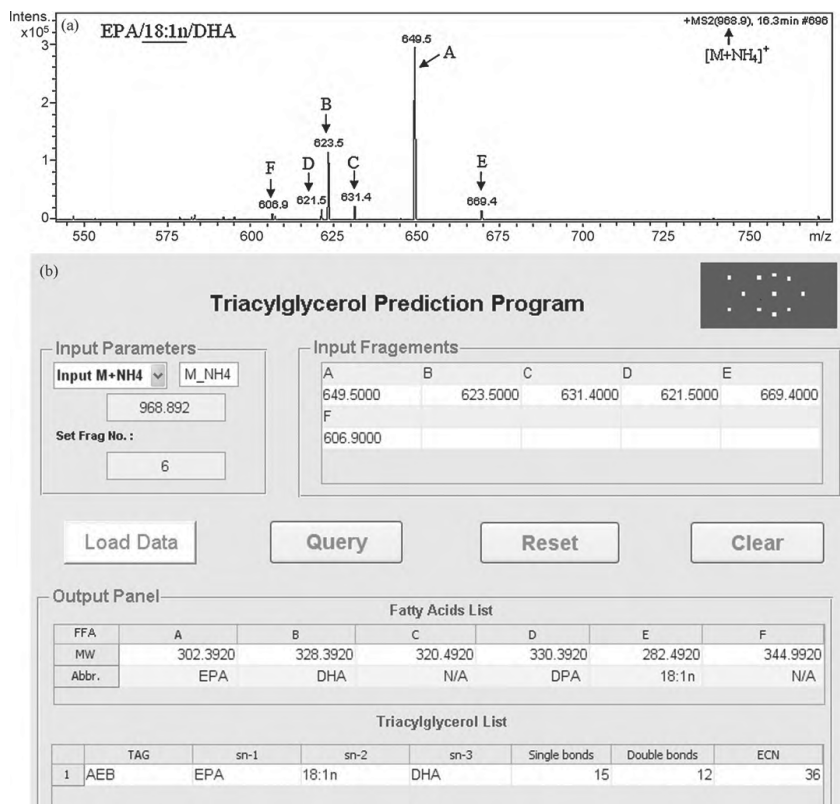 Intens.
x10⁵
(a)
EPA/18:1n/DHA
+MS2(968.9), 16.3min #696
[M+NH₄]⁺
3
2
1
0
649.5
A
B
623.5
F
D
C
E
606.9
621.5
631.4
669.4
550 575 600 625 650 675 700 725 750 m/z
(b)
Triacylglycerol Prediction Program
Input Parameters
Input M+NH4 M_NH4
968.892
Set Frag No. :
6
Input Fragements
A B C D E
649.5000 623.5000 631.4000 621.5000 669.4000
F
606.9000
Load Data Query Reset Clear
Output Panel
Fatty Acids List
FFA A B C D E F
MW 302.3920 328.3920 320.4920 330.3920 282.4920 344.9920
Abbr. EPA DHA N/A DPA 18:1n N/A
Triacylglycerol List
TAG sn-1 sn-2 sn-3 Single bonds Double bonds ECN
1 AEB EPA 18:1n DHA 15 12 36